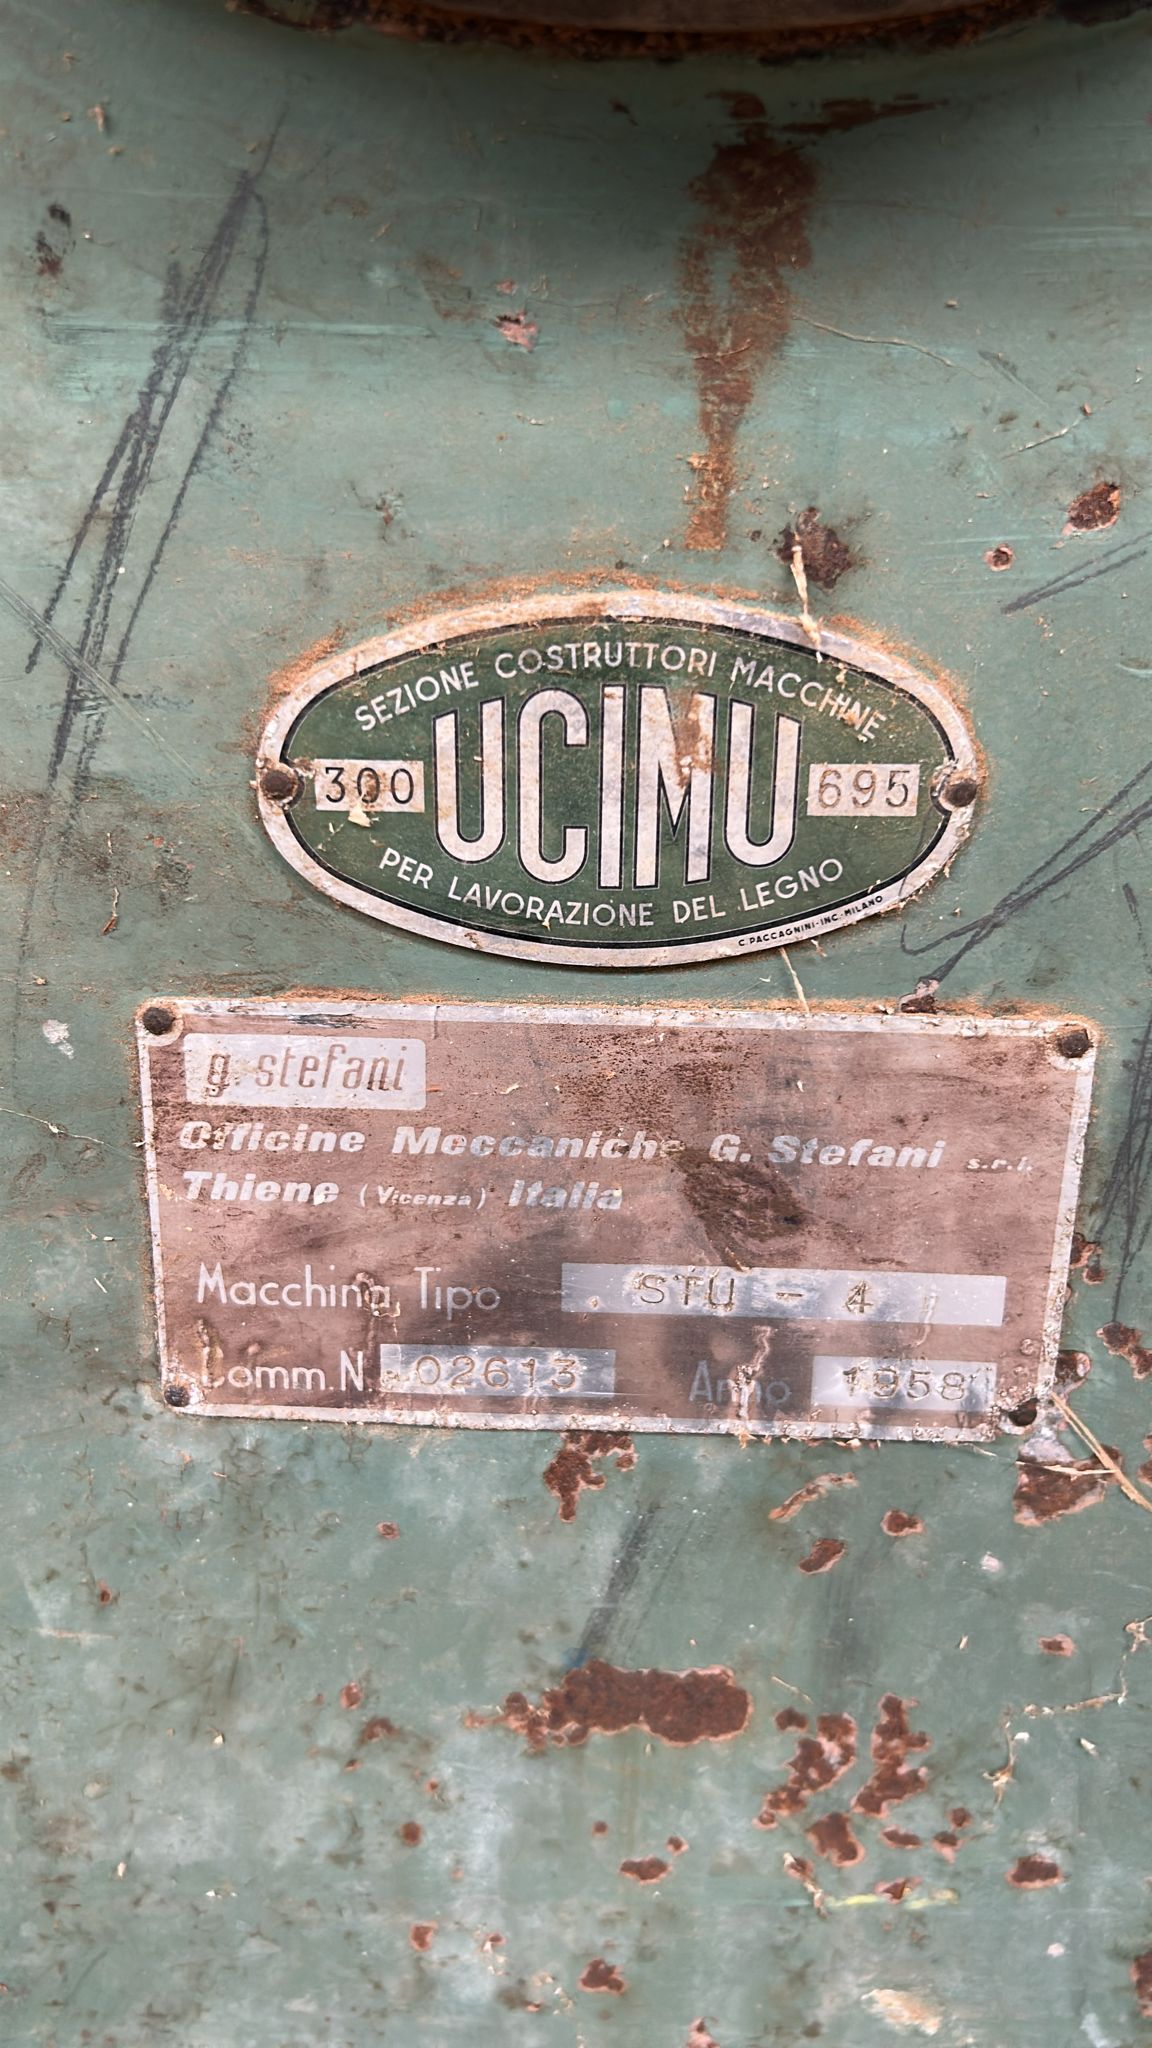 SEZIONE COSTRUTTORI MACCHINE
300 UCIMU 695
PER LAVORAZIONE DEL LEGNO
C. PACCAGNINI-INC.-MILANO
g. stefani
Officine Meccaniche G. Stefani s.r.l.
Thiene (Vicenza) Italia
Macchina Tipo STU - 4
Comm. N. 02613 Anno 1958